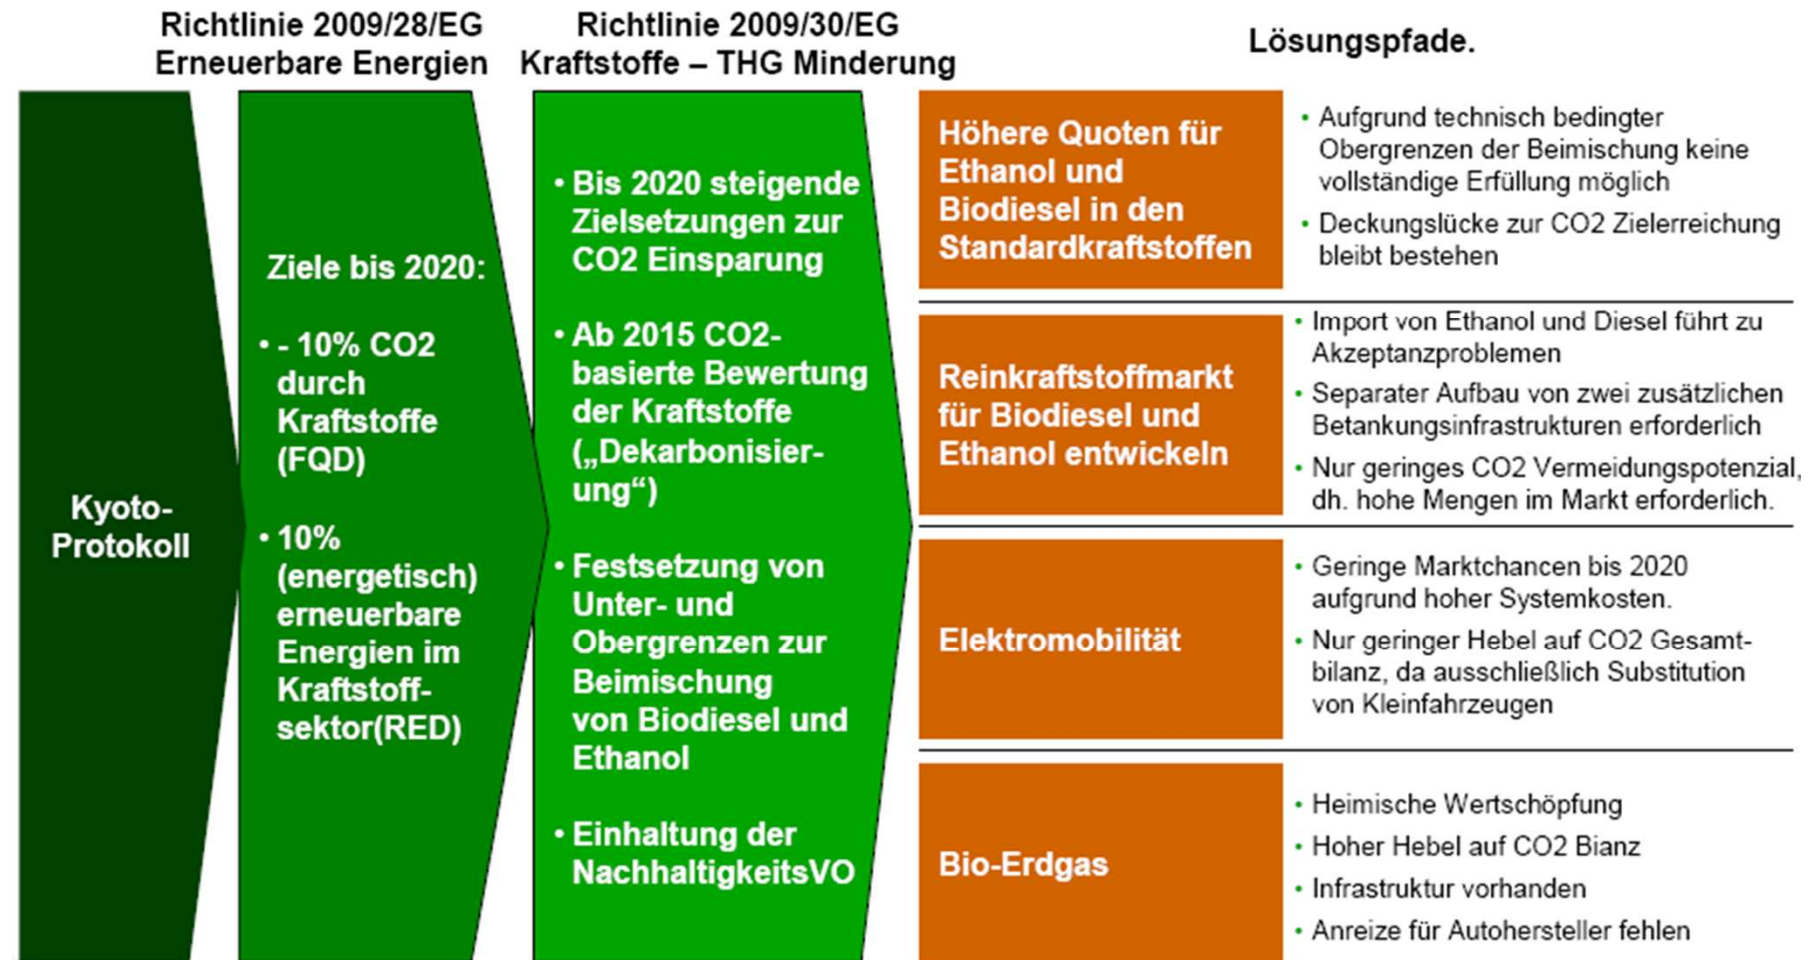 Richtlinie 2009/28/EG
Erneuerbare Energien
Richtlinie 2009/30/EG
Kraftstoffe – THG Minderung
Lösungspfade.
Kyoto-
Protokoll
Ziele bis 2020:
• - 10% CO2
durch
Kraftstoffe
(FQD)
• 10%
(energetisch)
erneuerbare
Energien im
Kraftstoff-
sektor(RED)
• Bis 2020 steigende
Zielsetzungen zur
CO2 Einsparung
• Ab 2015 CO2-
basierte Bewertung
der Kraftstoffe
(„Dekarbonisier-
ung“)
• Festsetzung von
Unter- und
Obergrenzen zur
Beimischung
von Biodiesel und
Ethanol
• Einhaltung der
NachhaltigkeitsVO
Höhere Quoten für
Ethanol und
Biodiesel in den
Standardkraftstoffen
• Aufgrund technisch bedingter
Obergrenzen der Beimischung keine
vollständige Erfüllung möglich
• Deckungslücke zur CO2 Zielerreichung
bleibt bestehen
Reinkraftstoffmarkt
für Biodiesel und
Ethanol entwickeln
• Import von Ethanol und Diesel führt zu
Akzeptanzproblemen
• Separater Aufbau von zwei zusätzlichen
Betankungsinfrastrukturen erforderlich
• Nur geringes CO2 Vermeidungspotenzial,
dh. hohe Mengen im Markt erforderlich.
Elektromobilität
• Geringe Marktchancen bis 2020
aufgrund hoher Systemkosten.
• Nur geringer Hebel auf CO2 Gesamt-
bilanz, da ausschließlich Substitution
von Kleinfahrzeugen
Bio-Erdgas
• Heimische Wertschöpfung
• Hoher Hebel auf CO2 Bianz
• Infrastruktur vorhanden
• Anreize für Autohersteller fehlen